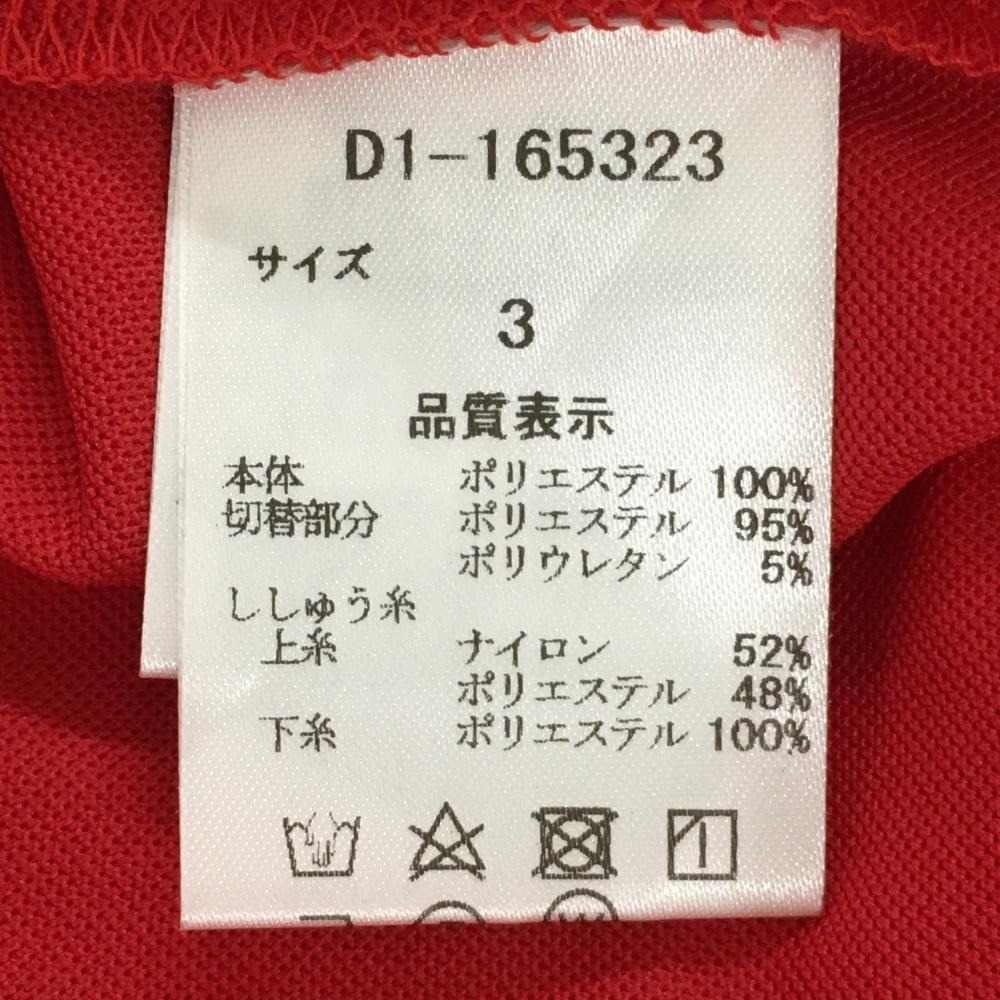 D1-165323
サイズ
3
品質表示
本体 ポリエステル 100%
切替部分 ポリエステル 95%
ポリウレタン 5%
ししゅう糸
上糸 ナイロン 52%
ポリエステル 48%
下糸 ポリエステル 100%